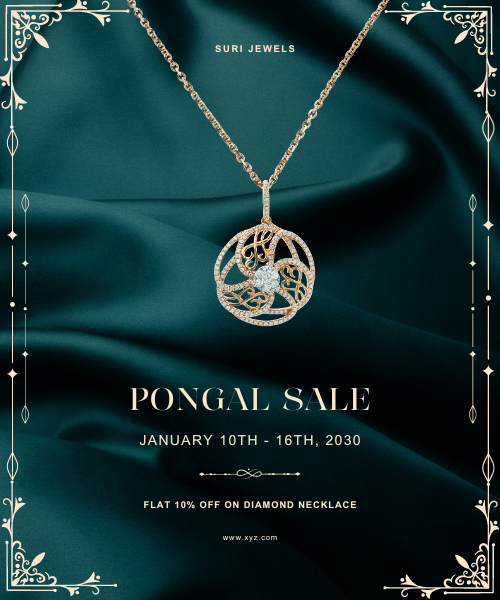 SURI JEWELS
PONGAL SALE
JANUARY 10TH - 16TH, 2030
FLAT 10% OFF ON DIAMOND NECKLACE
www.xyz.com